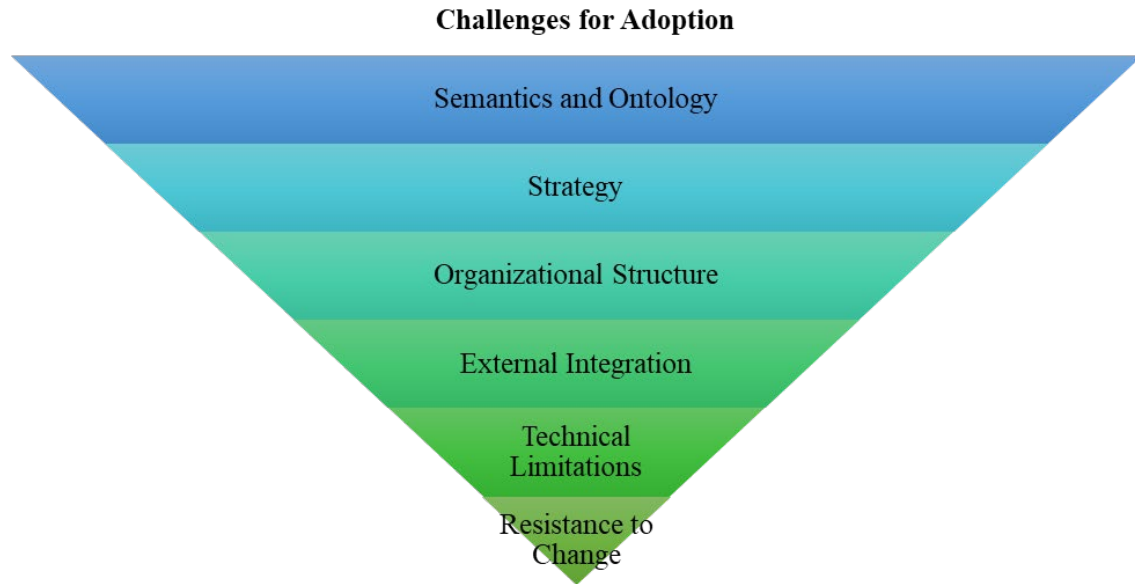 Challenges for Adoption
Semantics and Ontology
Strategy
Organizational Structure
External Integration
Technical
Limitations
Resistance to
Change